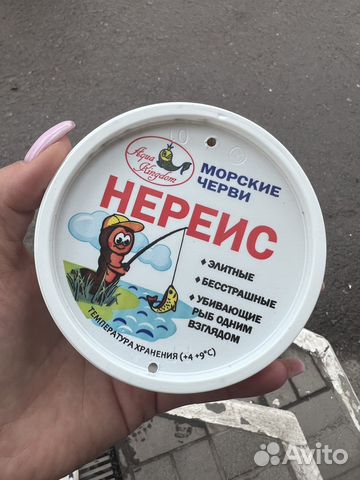 Aqua
Kingdom
МОРСКИЕ
ЧЕРВИ
НЕРЕИС
ЭЛИТНЫЕ
БЕССТРАШНЫЕ
УБИВАЮЩИЕ
РЫБ ОДНИМ
ВЗГЛЯДОМ
ТЕМПЕРАТУРА ХРАНЕНИЯ (+4 +9°C)
Avito